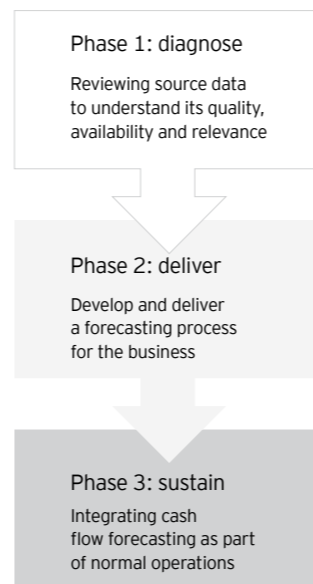 Phase 1: diagnose
Reviewing source data
to understand its quality,
availability and relevance
Phase 2: deliver
Develop and deliver
a forecasting process
for the business
Phase 3: sustain
Integrating cash
flow forecasting as part
of normal operations